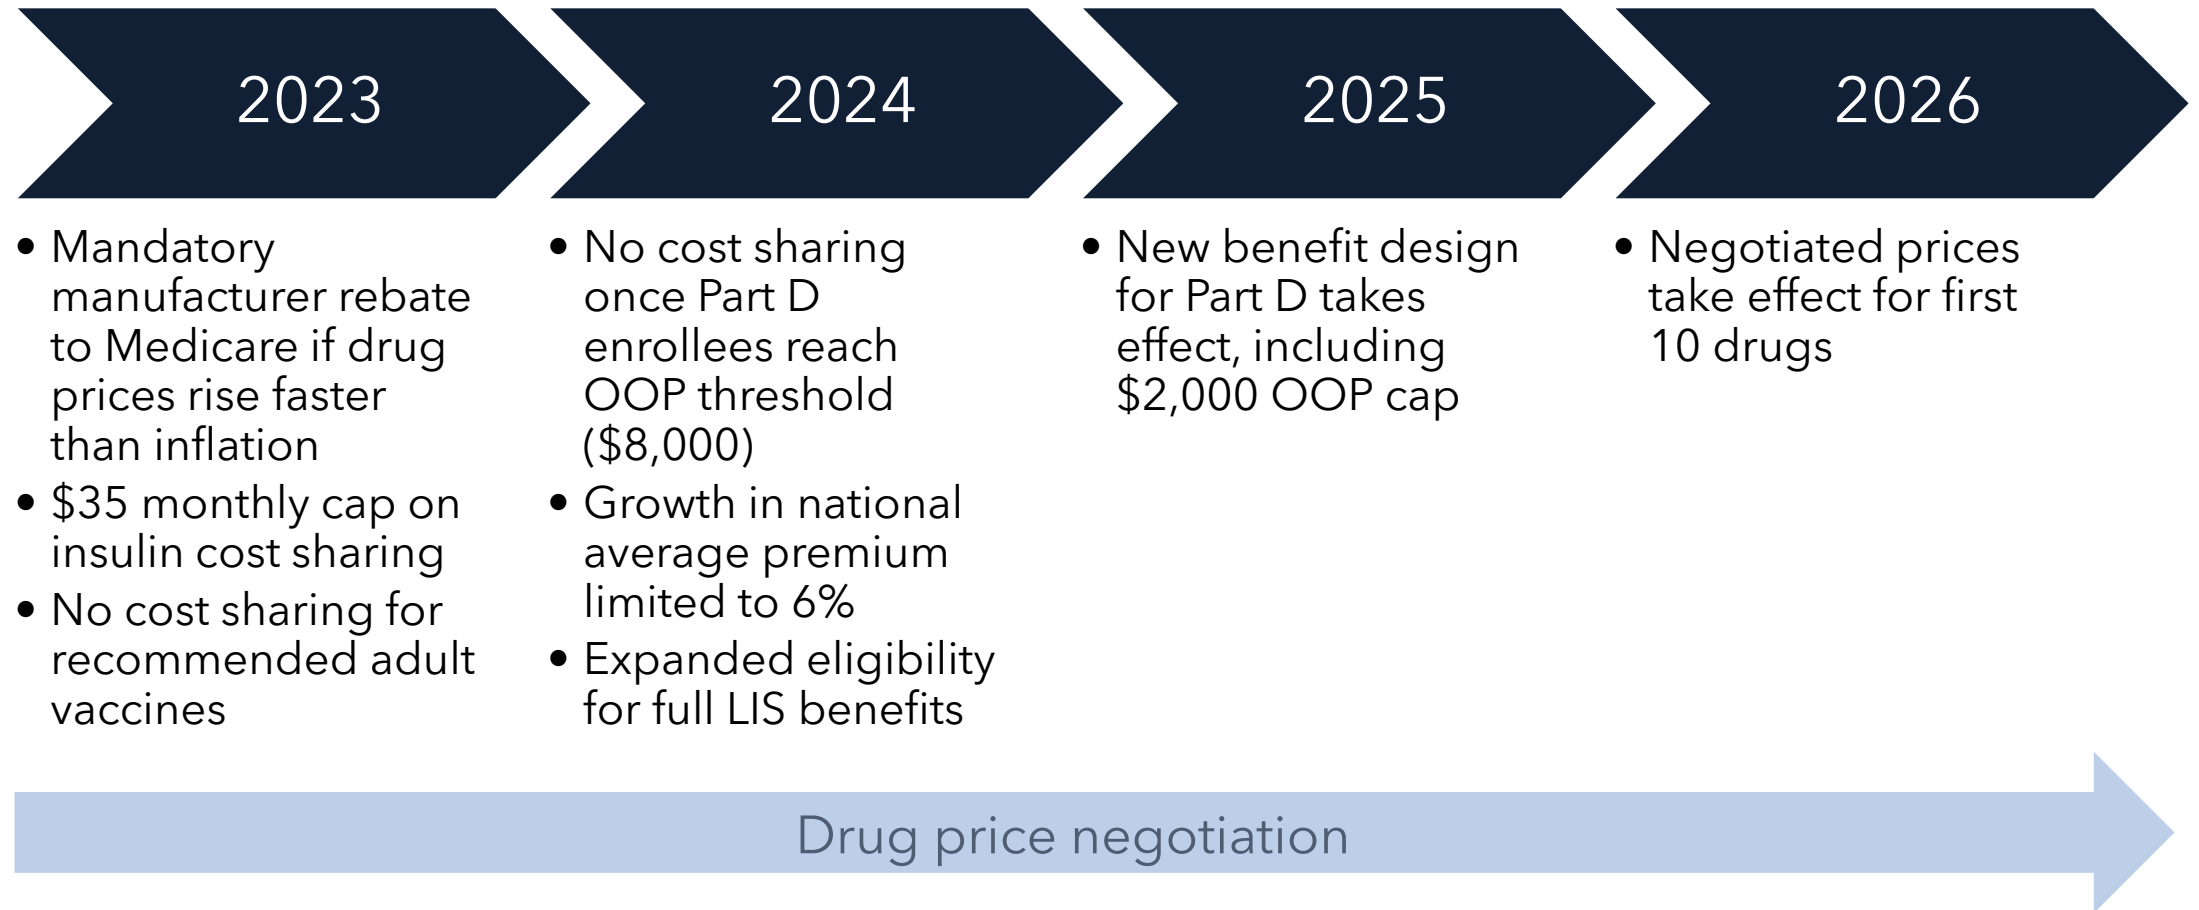 2023
2024
2025
2026
• Mandatory
manufacturer rebate
to Medicare if drug
prices rise faster
than inflation
• $35 monthly cap on
insulin cost sharing
• No cost sharing for
recommended adult
vaccines
• No cost sharing
once Part D
enrollees reach
OOP threshold
($8,000)
• Growth in national
average premium
limited to 6%
• Expanded eligibility
for full LIS benefits
• New benefit design
for Part D takes
effect, including
$2,000 OOP cap
• Negotiated prices
take effect for first
10 drugs
Drug price negotiation